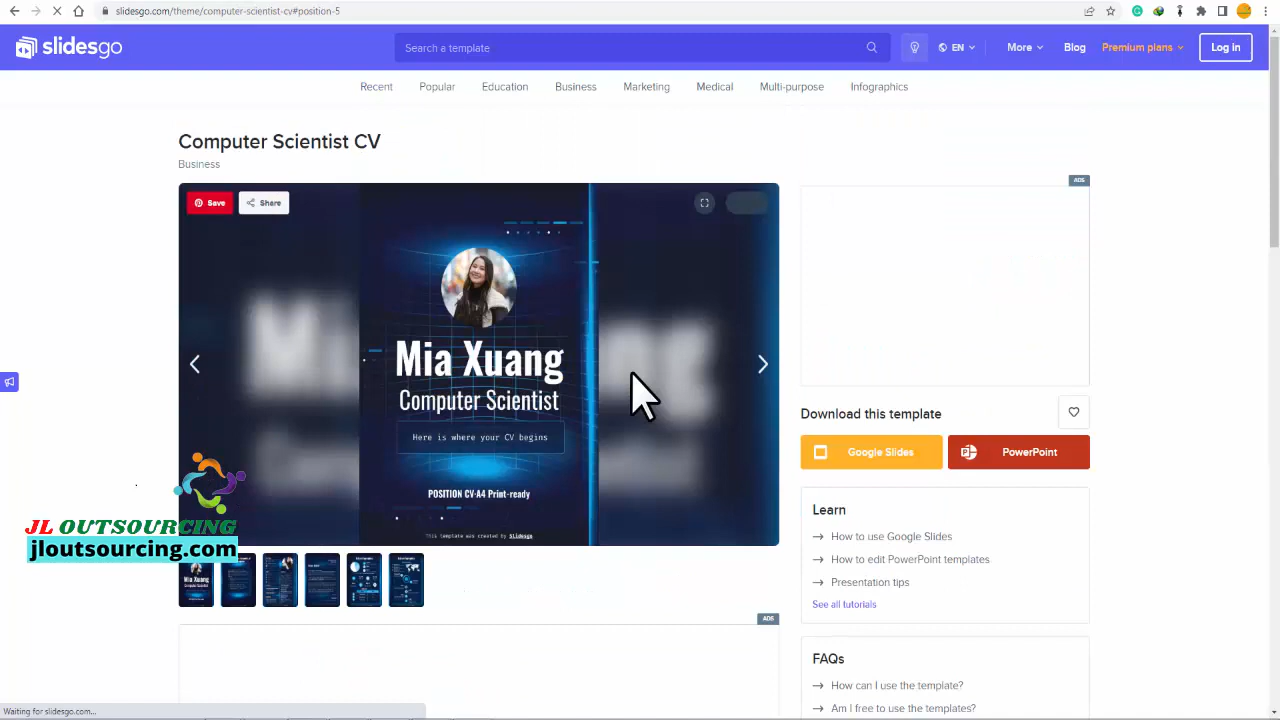 slidesgo.com/theme/computer-scientist-cv#position-5
slidesgo
Search a template
EN
More
Blog
Premium plans
Log in
Recent
Popular
Education
Business
Marketing
Medical
Multi-purpose
Infographics
Computer Scientist CV
Business
Save
Share
ADS
Mia Xuang
Computer Scientist
Here is where your CV begins
POSITION CV-A4 Print-ready
This template was created by Slidesgo
Download this template
Google Slides
PowerPoint
Learn
How to use Google Slides
How to edit PowerPoint templates
Presentation tips
See all tutorials
JL OUTSOURCING
jloutsourcing.com
ADS
FAQs
How can I use the template?
Am I free to use the templates?
Waiting for slidesgo.com...